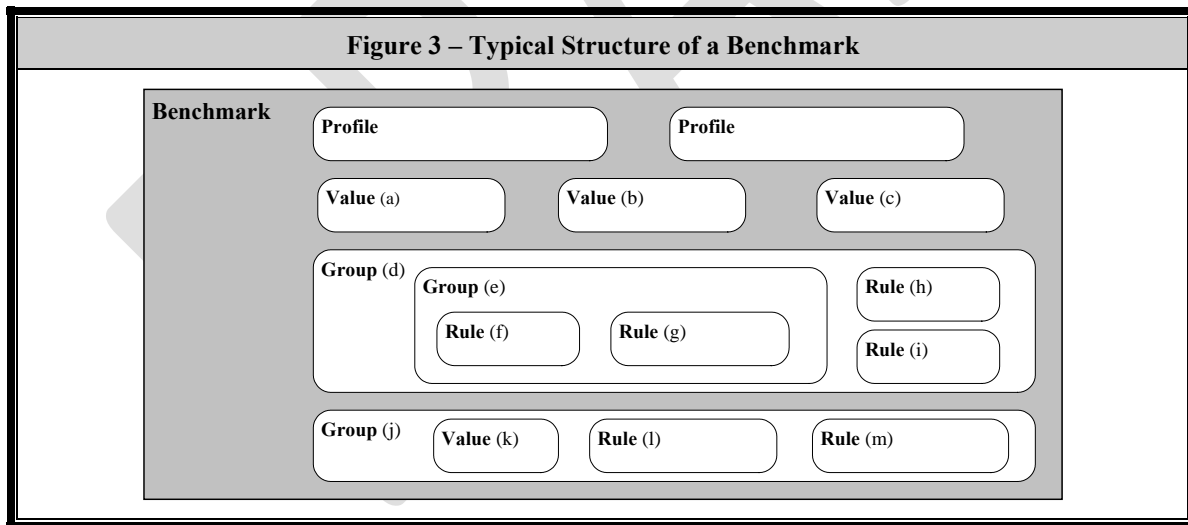 Figure 3 – Typical Structure of a Benchmark
Benchmark
Profile
Profile
Value (a)
Value (b)
Value (c)
Group (d)
Group (e)
Rule (f)
Rule (g)
Rule (h)
Rule (i)
Group (j)
Value (k)
Rule (l)
Rule (m)